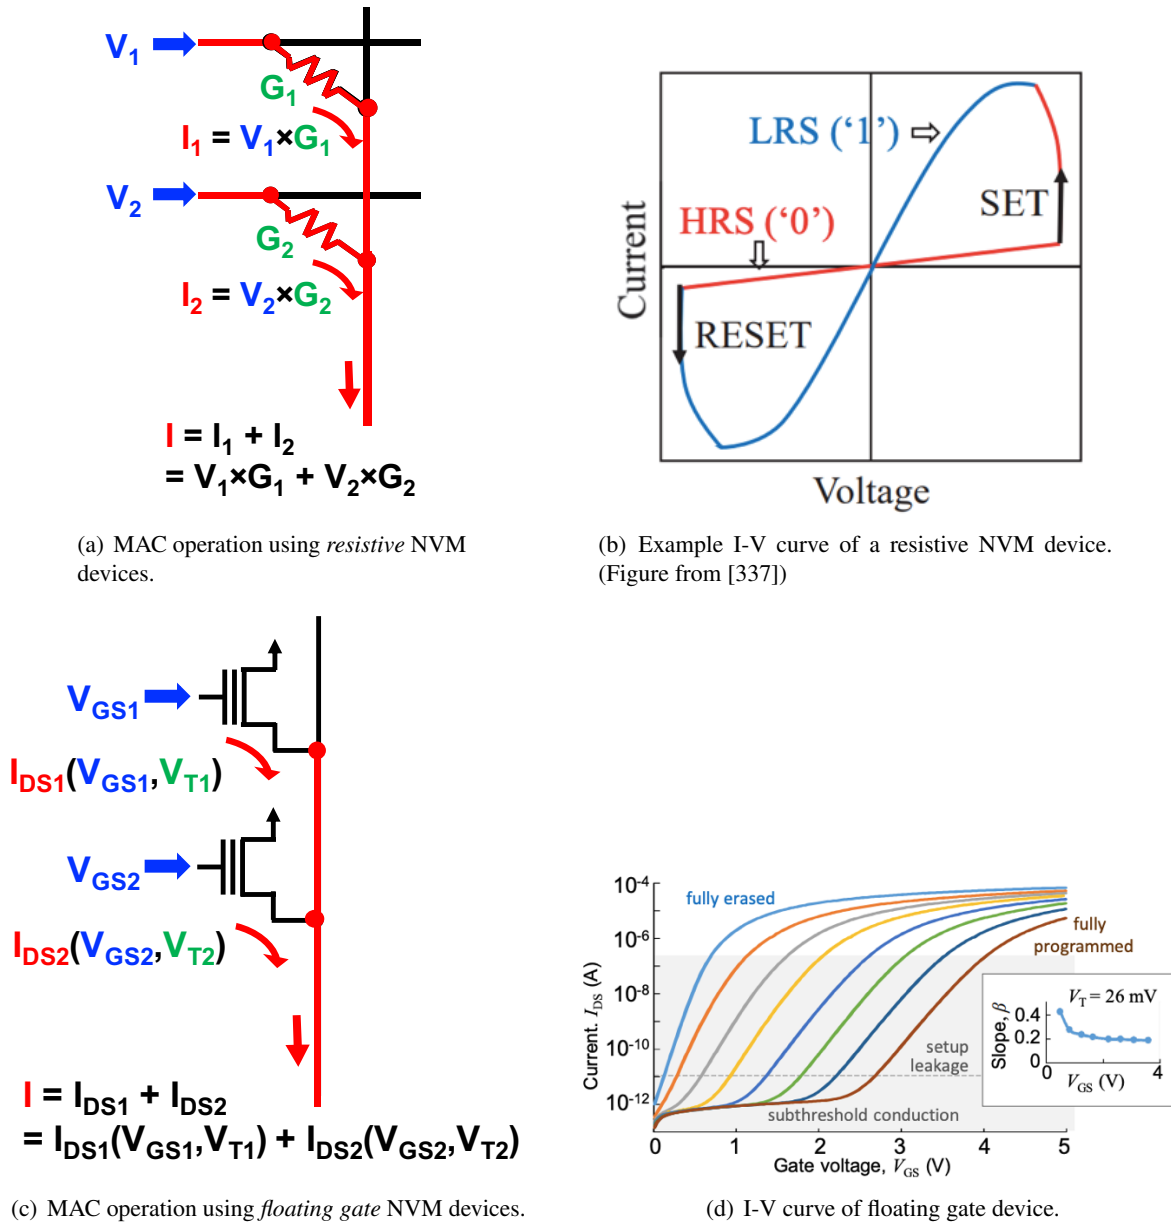 V1
G1
I1 = V1×G1
V2
G2
I2 = V2×G2
I = I1 + I2
= V1×G1 + V2×G2
(a) MAC operation using resistive NVM
devices.
LRS (‘1’)
HRS (‘0’)
SET
RESET
Current
Voltage
(b) Example I-V curve of a resistive NVM device.
(Figure from [337])
VGS1
IDS1(VGS1,VT1)
VGS2
IDS2(VGS2,VT2)
I = IDS1 + IDS2
= IDS1(VGS1,VT1) + IDS2(VGS2,VT2)
(c) MAC operation using floating gate NVM devices.
10-4
10-6
10-8
10-10
10-12
Current. IDS (A)
fully erased
fully
programmed
setup
leakage
subthreshold conduction
0 1 2 3 4 5
Gate voltage, VGS (V)
VT = 26 mV
Slope, β
0.4
0.2
0
0 4
VGS (V)
(d) I-V curve of floating gate device.